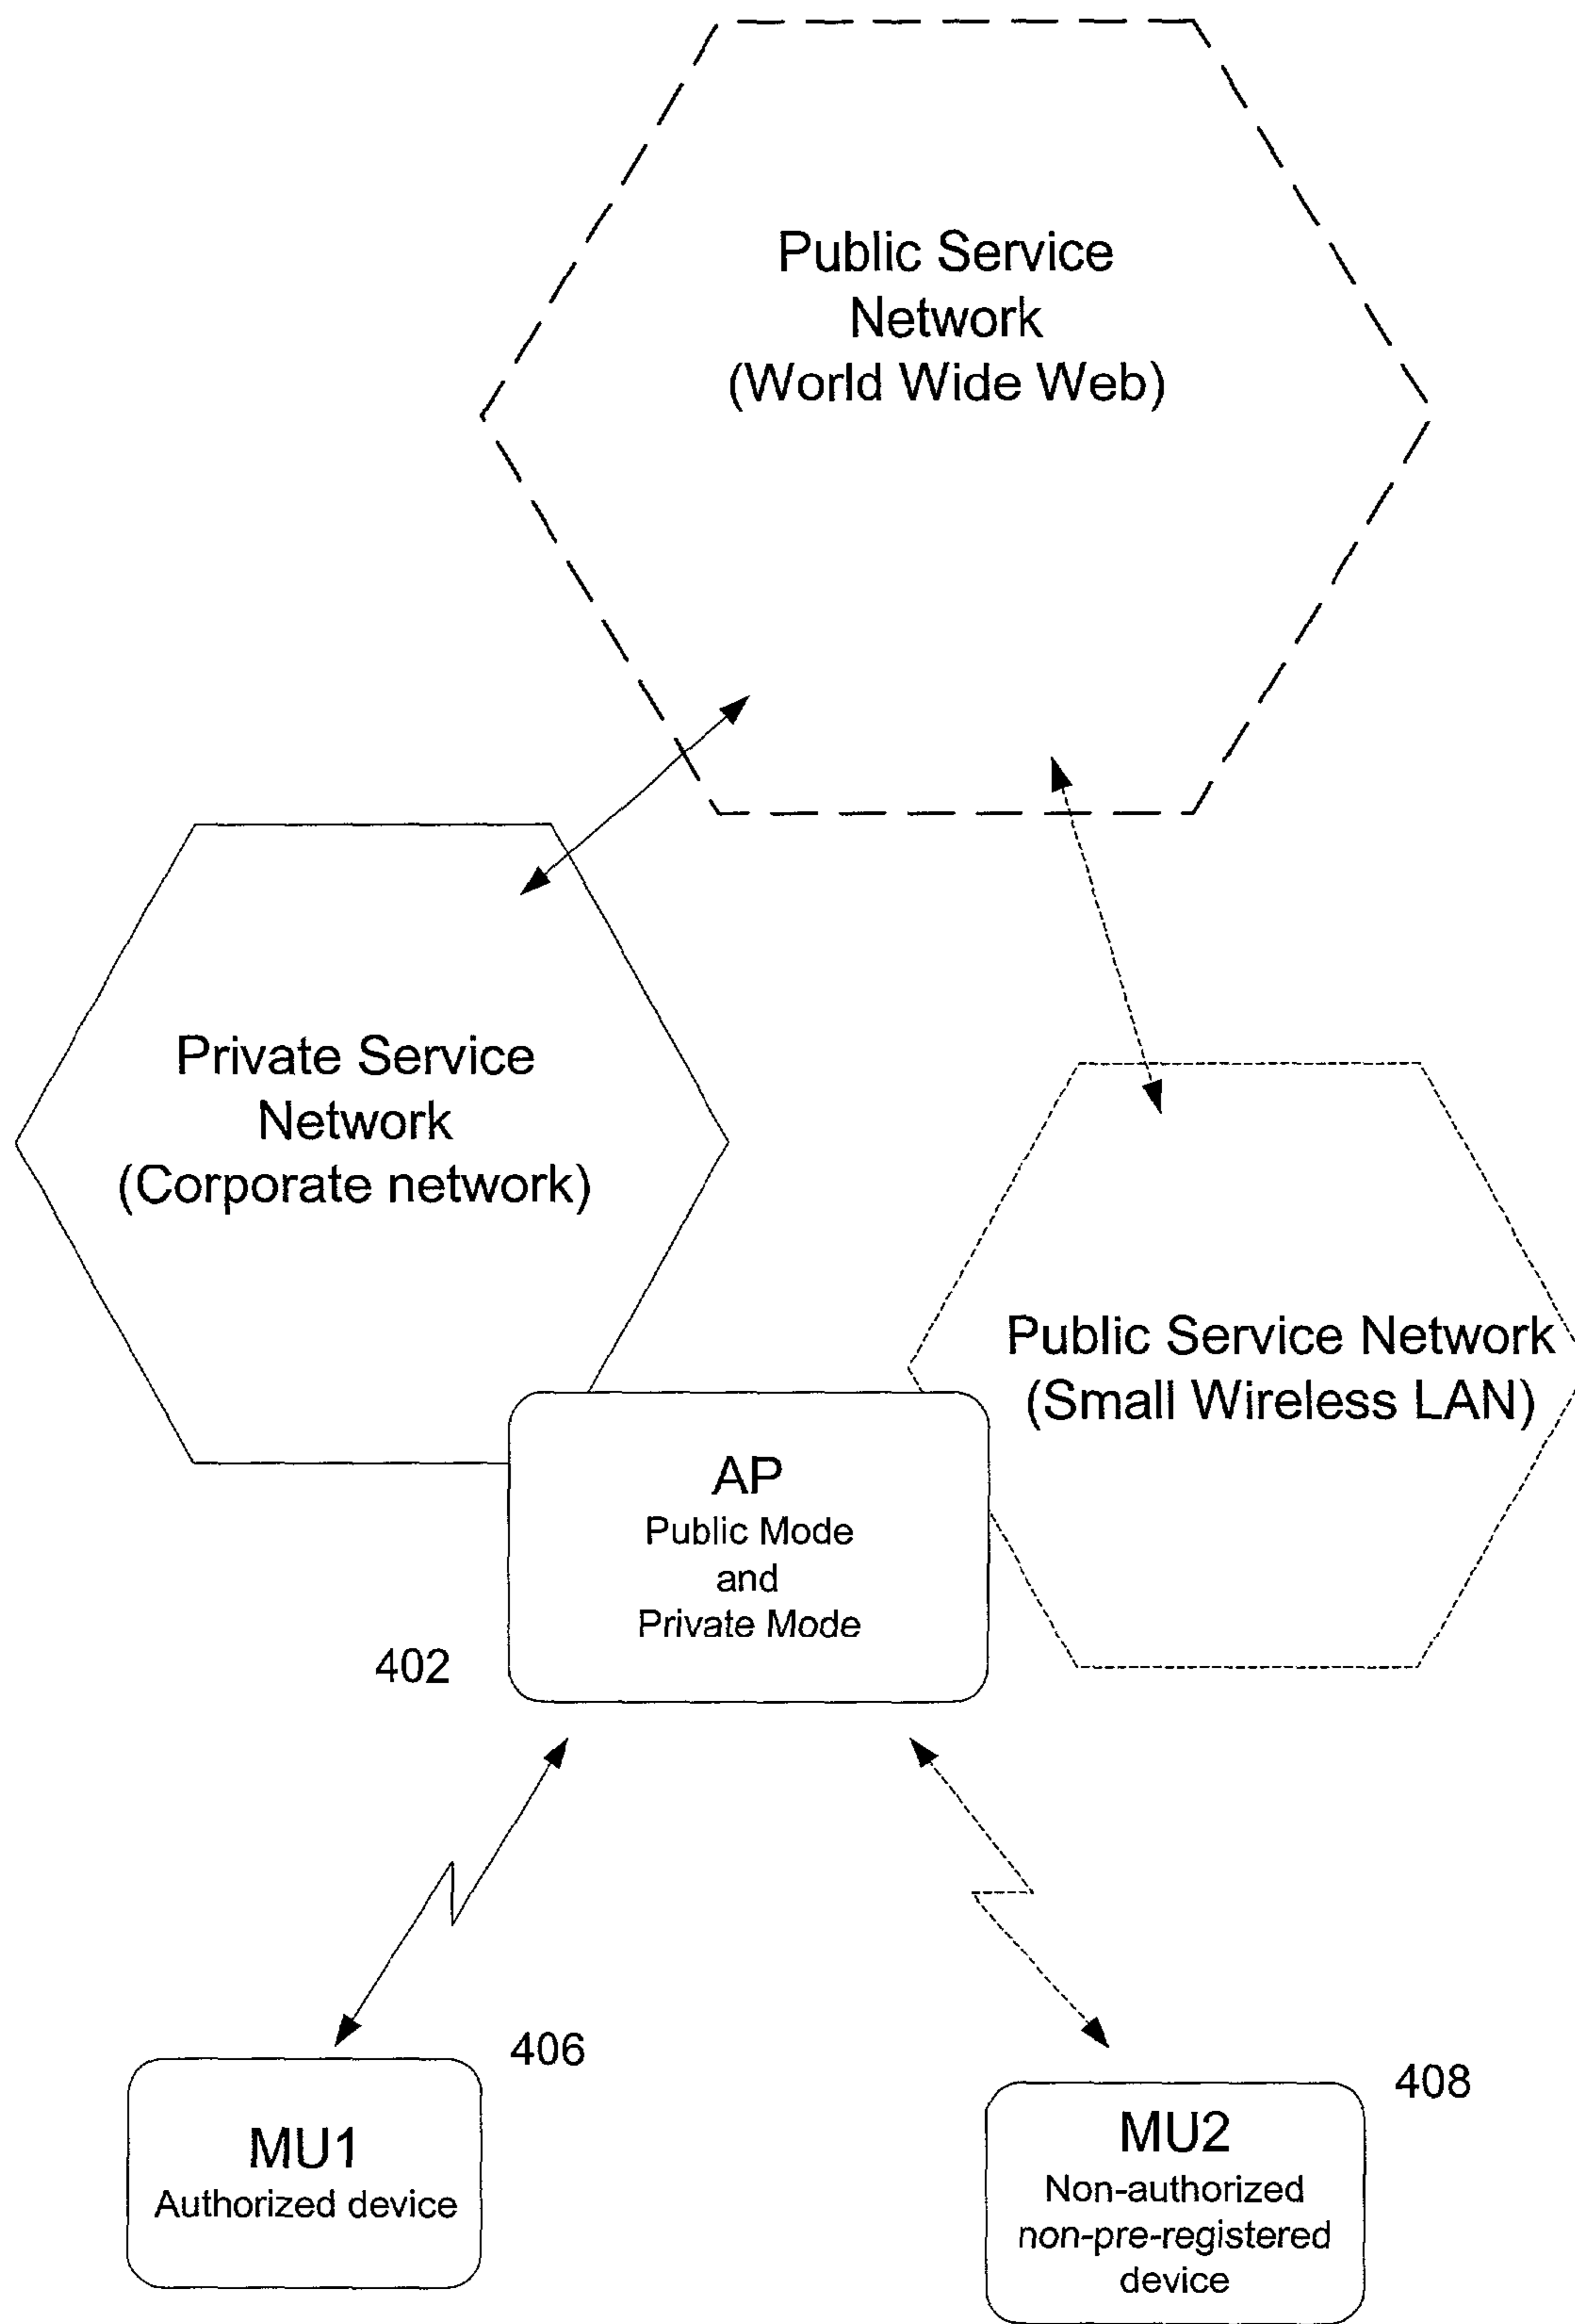 Public Service
Network
(World Wide Web)
Private Service
Network
(Corporate network)
Public Service Network
(Small Wireless LAN)
AP
Public Mode
and
Private Mode
402
406
MU1
Authorized device
408
MU2
Non-authorized
non-pre-registered
device